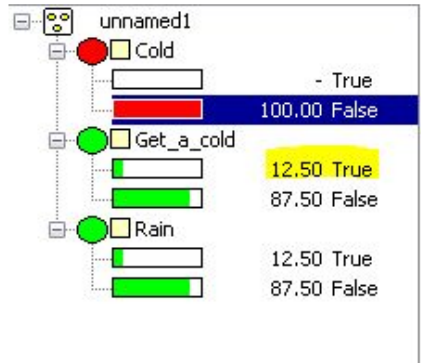 unnamed1
Cold
- True
100.00 False
Get_a_cold
12.50 True
87.50 False
Rain
12.50 True
87.50 False